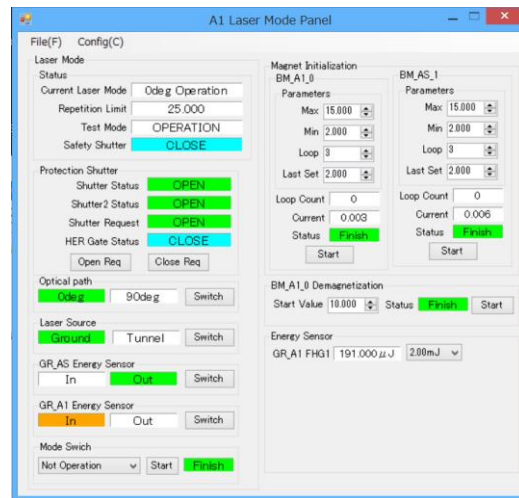 A1 Laser Mode Panel
File(F) Config(C)
Laser Mode
Status
Current Laser Mode 0deg Operation
Repetition Limit 25.000
Test Mode OPERATION
Safety Shutter CLOSE
Protection Shutter
Shutter Status OPEN
Shutter2 Status OPEN
Shutter Request OPEN
HER Gate Status CLOSE
Open Req Close Req
Optical path
0deg 90deg Switch
Laser Source
Ground Tunnel Switch
GR_AS Energy Sensor
In Out Switch
GR_A1 Energy Sensor
In Out Switch
Mode Swich
Not Operation Start Finish
Magnet Initialization
BM_A1_0
Parameters
Max 15.000
Min 2.000
Loop 3
Last Set 2.000
Loop Count 0
Current 0.003
Status Finish
Start
BM_AS_1
Parameters
Max 15.000
Min 2.000
Loop 3
Last Set 2.000
Loop Count 0
Current 0.006
Status Finish
Start
BM_A1_0 Demagnetization
Start Value 10.000 Status Finish Start
Energy Sensor
GR_A1 FHG1 191.000μJ 2.00mJ